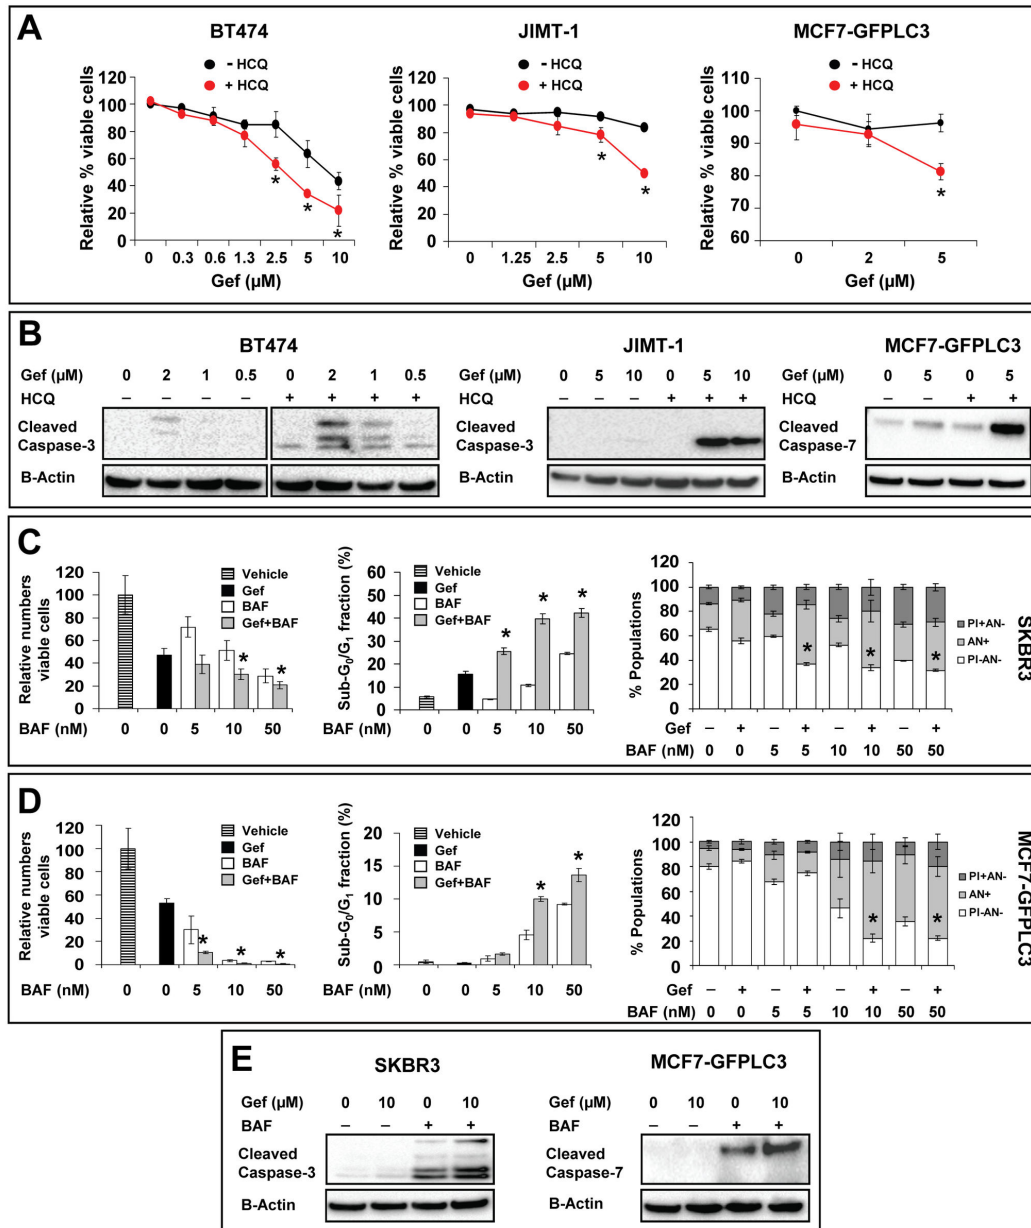 A
BT474
JIMT-1
MCF7-GFPLC3
- HCQ
+ HCQ
- HCQ
+ HCQ
- HCQ
+ HCQ
Relative % viable cells
120
100
80
60
40
20
0
*
*
*
0 0.3 0.6 1.3 2.5 5 10
Gef (µM)
Relative % viable cells
120
100
80
60
40
20
0
*
*
0 1.25 2.5 5 10
Gef (µM)
Relative % viable cells
110
100
90
80
70
60
*
0 2 5
Gef (µM)
B
BT474
JIMT-1
MCF7-GFPLC3
Gef (µM) 0 2 1 0.5 0 2 1 0.5
HCQ – – – – + + + +
Cleaved
Caspase-3
B-Actin
Gef (µM) 0 5 10 0 5 10
HCQ – – – + + +
Cleaved
Caspase-3
B-Actin
Gef (µM) 0 5 0 5
HCQ – – + +
Cleaved
Caspase-7
B-Actin
C
Relative numbers
viable cells
120
100
80
60
40
20
0
Vehicle
Gef
BAF
Gef+BAF
* *
BAF (nM) 0 0 5 10 50
Sub-G0/G1 fraction (%)
60
50
40
30
20
10
0
Vehicle
Gef
BAF
Gef+BAF
* * *
0 0 5 10 50
% Populations
120
100
80
60
40
20
0
PI+AN-
AN+
PI-AN-
* * *
Gef – + – + – + – +
BAF (nM) 0 0 5 5 10 10 50 50
SKBR3
D
Relative numbers
viable cells
120
100
80
60
40
20
0
Vehicle
Gef
BAF
Gef+BAF
* * *
BAF (nM) 0 0 5 10 50
Sub-G0/G1 fraction (%)
20
15
10
5
0
Vehicle
Gef
BAF
Gef+BAF
* *
0 0 5 10 50
% Populations
120
100
80
60
40
20
0
PI+AN-
AN+
PI-AN-
* *
Gef – + – + – + – +
BAF (nM) 0 0 5 5 10 10 50 50
MCF7-GFPLC3
E
SKBR3
MCF7-GFPLC3
Gef (µM) 0 10 0 10
BAF – – + +
Cleaved
Caspase-3
B-Actin
Gef (µM) 0 10 0 10
BAF – – + +
Cleaved
Caspase-7
B-Actin